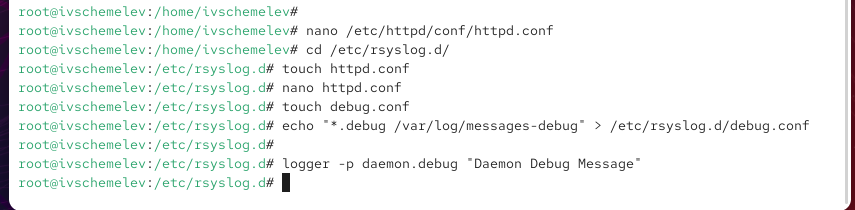 root@ivschemelev:/home/ivschemelev#
root@ivschemelev:/home/ivschemelev# nano /etc/httpd/conf/httpd.conf
root@ivschemelev:/home/ivschemelev# cd /etc/rsyslog.d/
root@ivschemelev:/etc/rsyslog.d# touch httpd.conf
root@ivschemelev:/etc/rsyslog.d# nano httpd.conf
root@ivschemelev:/etc/rsyslog.d# touch debug.conf
root@ivschemelev:/etc/rsyslog.d# echo "*.debug /var/log/messages-debug" > /etc/rsyslog.d/debug.conf
root@ivschemelev:/etc/rsyslog.d#
root@ivschemelev:/etc/rsyslog.d# logger -p daemon.debug "Daemon Debug Message"
root@ivschemelev:/etc/rsyslog.d#